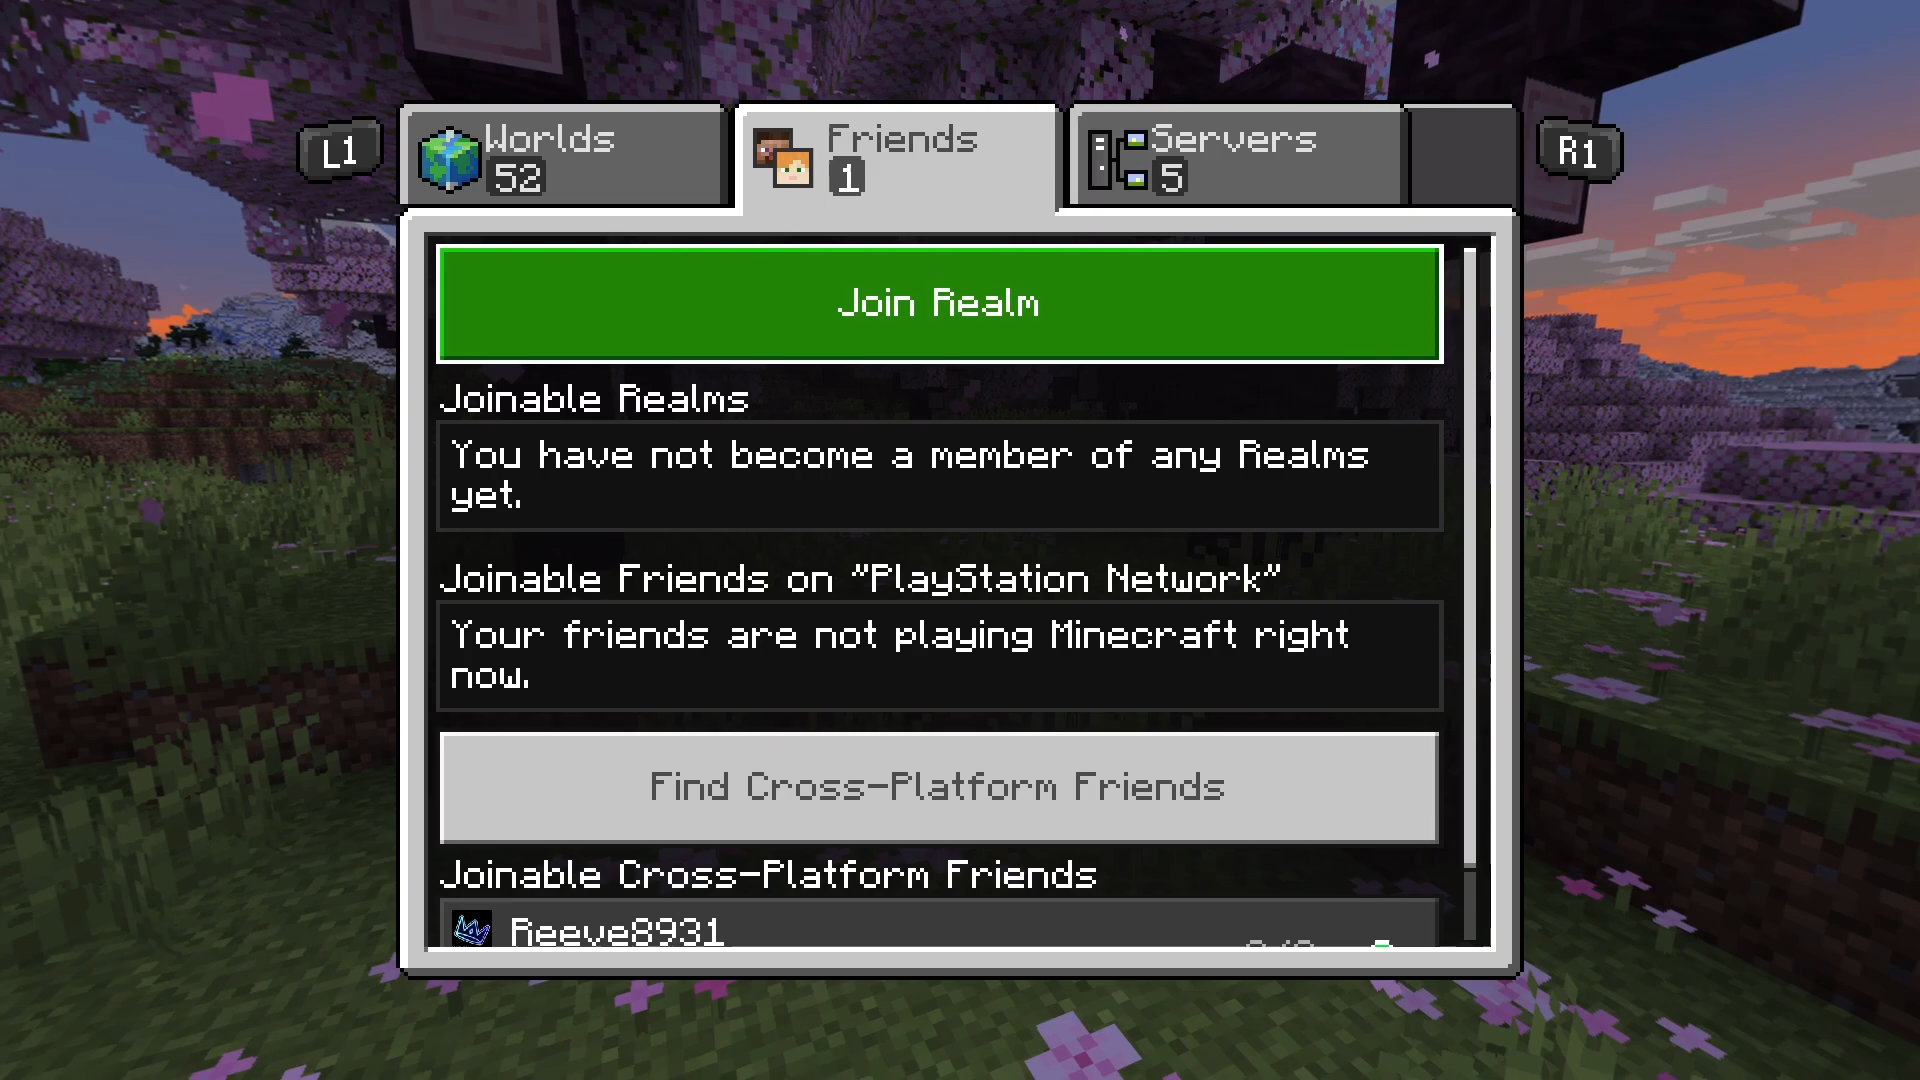 L1
Worlds
52
Friends
1
Servers
5
R1
Join Realm
Joinable Realms
You have not become a member of any Realms
yet.
Joinable Friends on "PlayStation Network"
Your friends are not playing Minecraft right
now.
Find Cross-Platform Friends
Joinable Cross-Platform Friends
Reeve8931